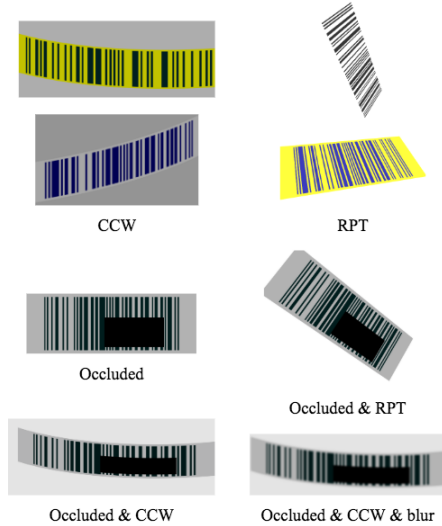 CCW
RPT
Occluded
Occluded & RPT
Occluded & CCW
Occluded & CCW & blur